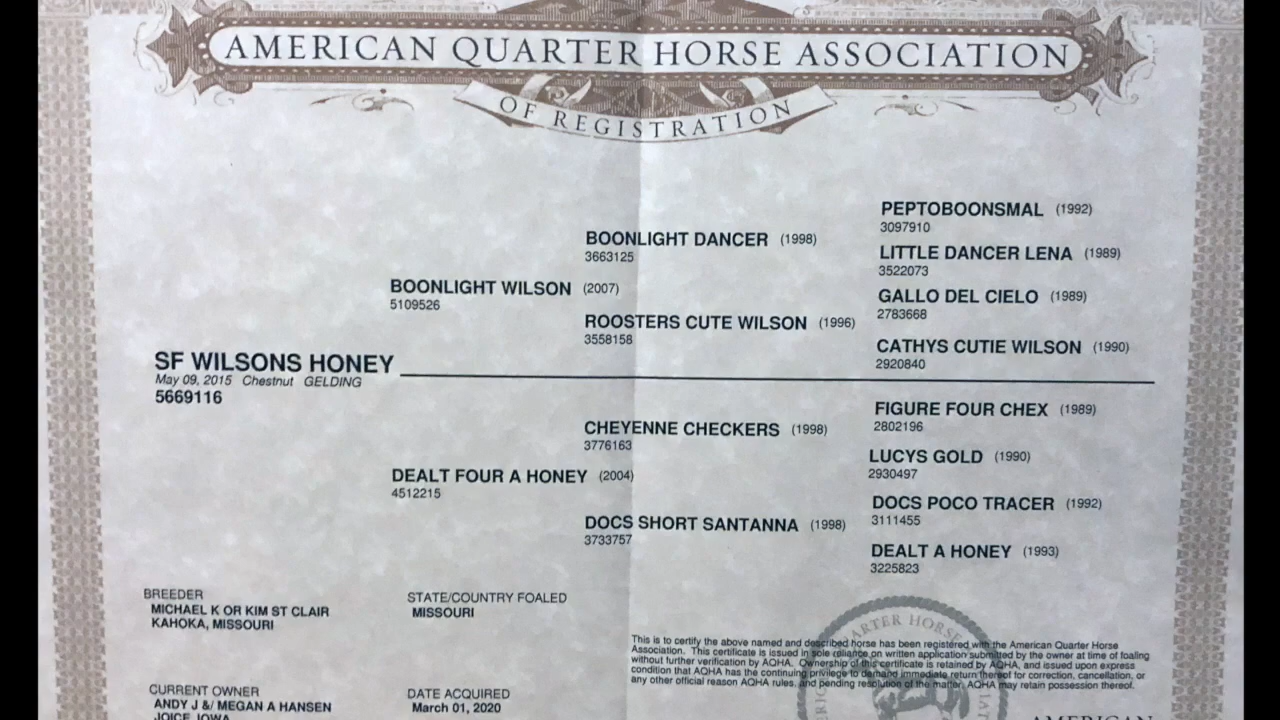 AMERICAN QUARTER HORSE ASSOCIATION
OF REGISTRATION
PEPTOBOONSMAL (1992)
3097910
BOONLIGHT DANCER (1998)
3663125
LITTLE DANCER LENA (1989)
3522073
BOONLIGHT WILSON (2007)
5109526
GALLO DEL CIELO (1989)
2783668
ROOSTERS CUTE WILSON (1996)
3558158
CATHYS CUTIE WILSON (1990)
2920840
SF WILSONS HONEY
May 09, 2015 Chestnut GELDING
5669116
FIGURE FOUR CHEX (1989)
2802196
CHEYENNE CHECKERS (1998)
3776163
LUCYS GOLD (1990)
2930497
DEALT FOUR A HONEY (2004)
4512215
DOCS POCO TRACER (1992)
3111455
DOCS SHORT SANTANNA (1998)
3733757
DEALT A HONEY (1993)
3225823
BREEDER
MICHAEL K OR KIM ST CLAIR
KAHOKA, MISSOURI
STATE/COUNTRY FOALED
MISSOURI
This is to certify the above named and described horse has been registered with the American Quarter Horse
Association. This certificate is issued in sole reliance on written application submitted by the owner at time of foaling
without further verification by AQHA. Ownership of this certificate is retained by AQHA, and issued upon express
condition that AQHA has the continuing privilege to demand immediate return thereof for correction, cancellation, or
any other official reason AQHA rules, and pending resolution of the matter, AQHA may retain possession thereof.
CURRENT OWNER
ANDY J &/ MEGAN A HANSEN
JOICE, IOWA
DATE ACQUIRED
March 01, 2020
QUARTER HORSE
AMERICAN